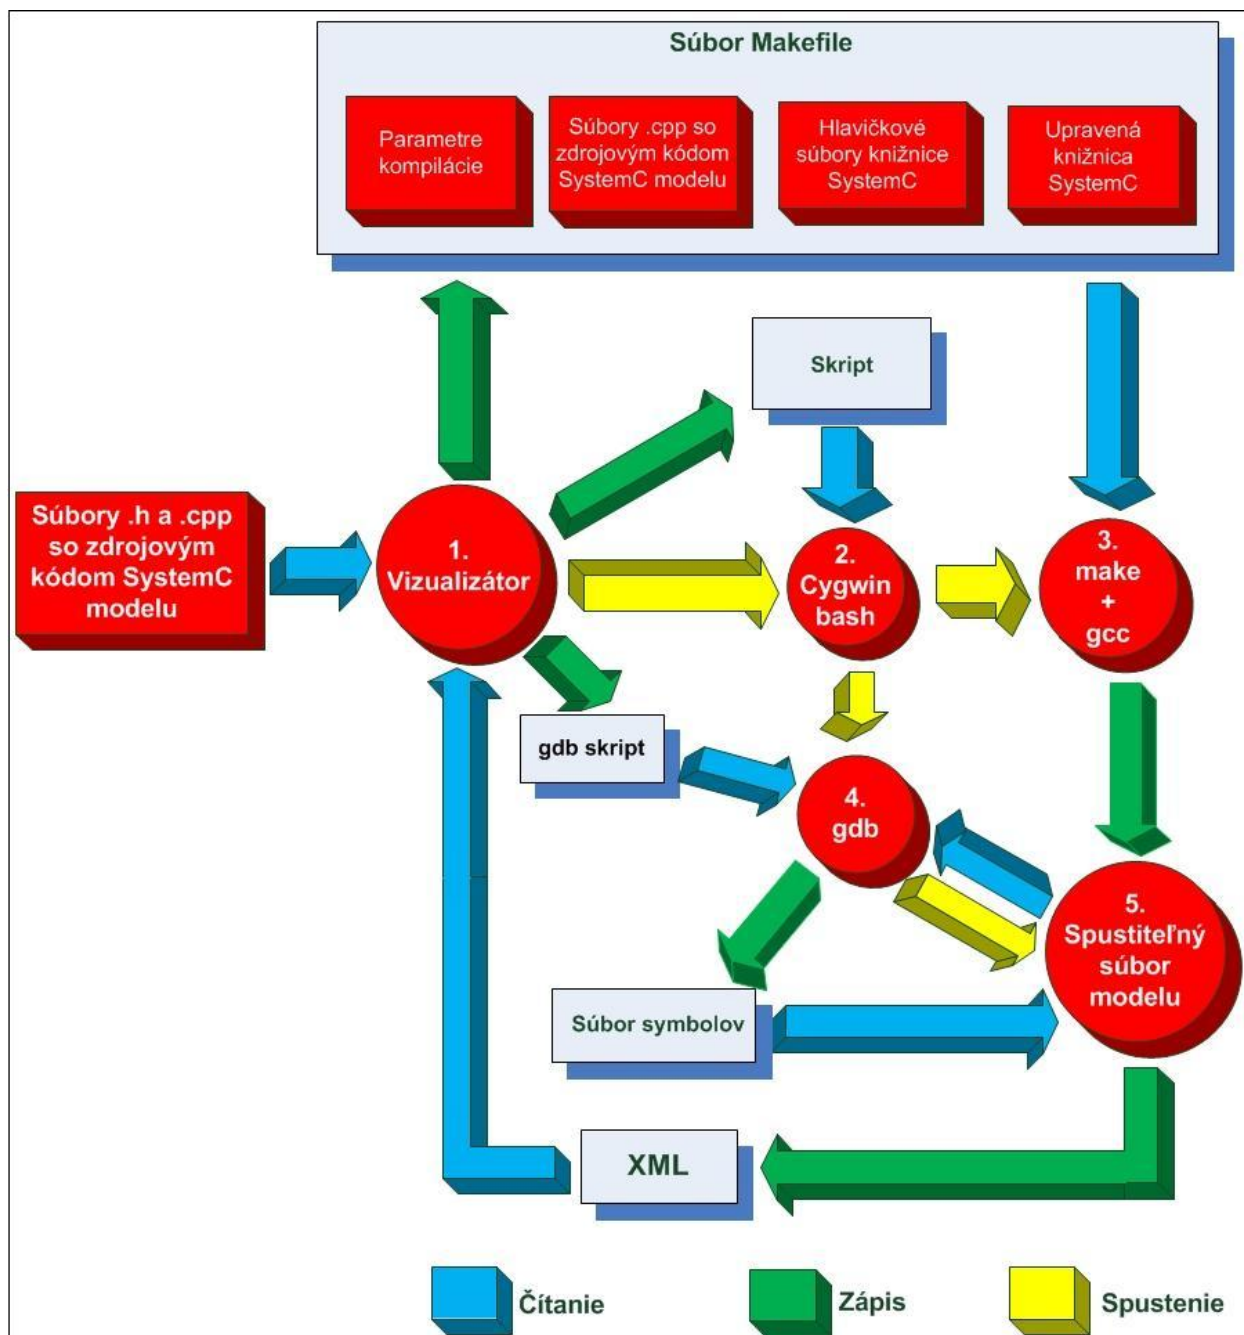 Súbor Makefile
Parametre
kompilácie
Súbory .cpp so
zdrojovým kódom
SystemC modelu
Hlavičkové
súbory knižnice
SystemC
Upravená
knižnica
SystemC
Skript
Súbory .h a .cpp
so zdrojovým
kódom SystemC
modelu
1.
Vizualizátor
2.
Cygwin
bash
3.
make
+
gcc
gdb skript
4.
gdb
5.
Spustiteľný
súbor
modelu
Súbor symbolov
XML
Čítanie
Zápis
Spustenie